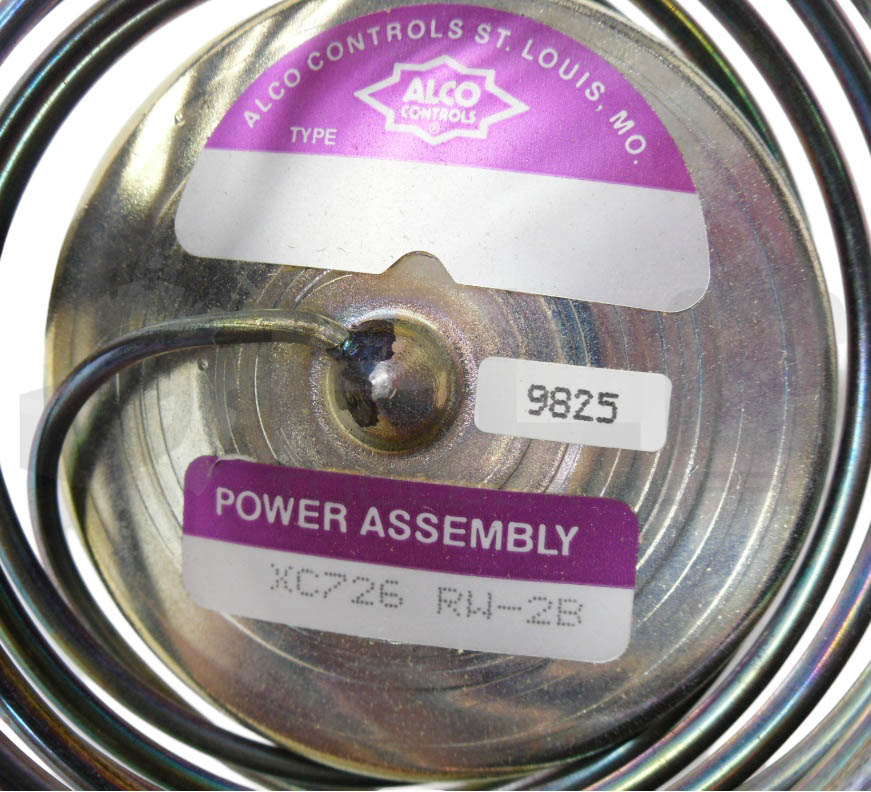 ALCO CONTROLS ST. LOUIS, MO.
ALCO
CONTROLS
®
TYPE
9825
POWER ASSEMBLY
XC726 RW-2B